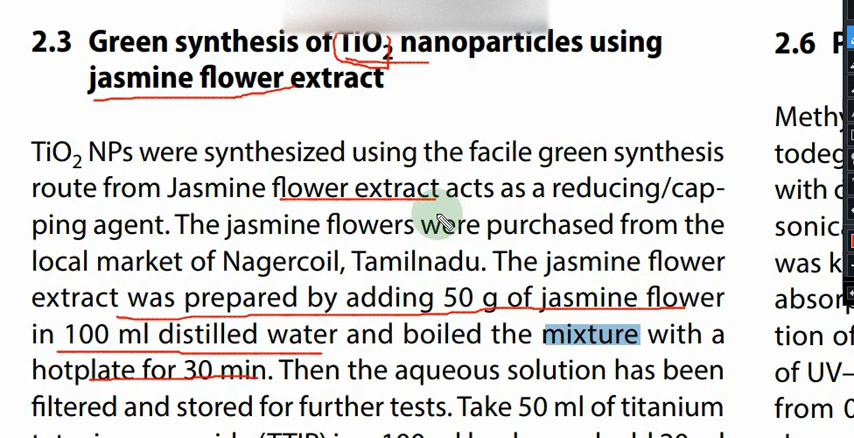 2.3 Green synthesis of TiO₂ nanoparticles using
jasmine flower extract
TiO₂ NPs were synthesized using the facile green synthesis
route from Jasmine flower extract acts as a reducing/cap-
ping agent. The jasmine flowers were purchased from the
local market of Nagercoil, Tamilnadu. The jasmine flower
extract was prepared by adding 50 g of jasmine flower
in 100 ml distilled water and boiled the mixture with a
hotplate for 30 min. Then the aqueous solution has been
filtered and stored for further tests. Take 50 ml of titanium
2.6
with
was
tion of
of UV–
from